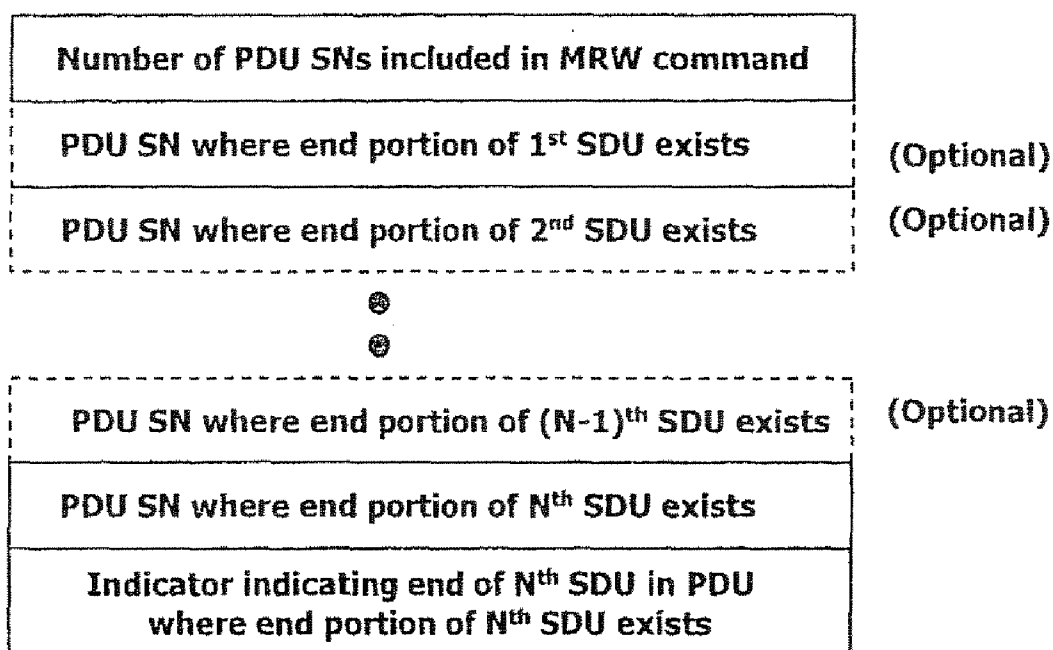 Number of PDU SNs included in MRW command
PDU SN where end portion of 1st SDU exists (Optional)
PDU SN where end portion of 2nd SDU exists (Optional)
PDU SN where end portion of (N-1)th SDU exists (Optional)
PDU SN where end portion of Nth SDU exists
Indicator indicating end of Nth SDU in PDU
where end portion of Nth SDU exists